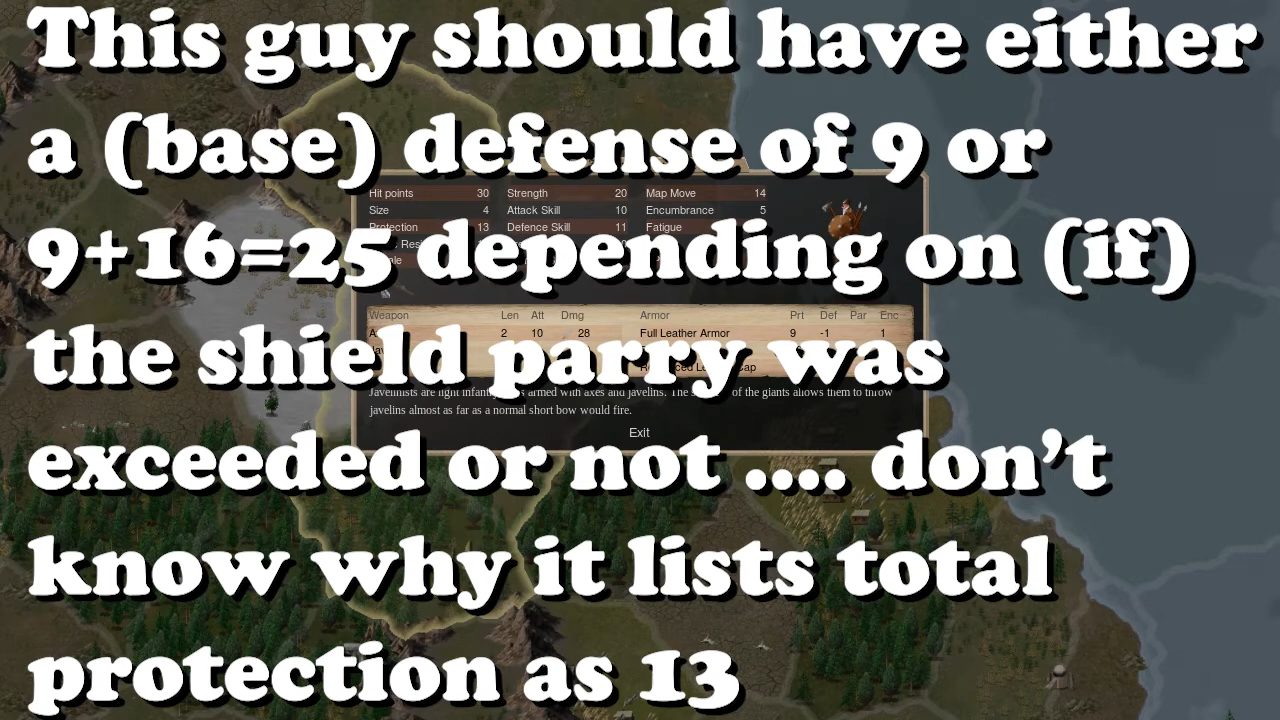 This guy should have either
a (base) defense of 9 or
9+16=25 depending on (if)
the shield parry was
exceeded or not .... don't
know why it lists total
protection as 13
Hit points 30 Strength 20 Map Move 14
Size 4 Attack Skill 10 Encumbrance 5
Protection 13 Defence Skill 11 Fatigue
Weapon Len Att Dmg Armor Prt Def Par Enc
2 10 28 Full Leather Armor 9 -1 1
Cap
Javelinists are light infantry armed with axes and javelins. The of the giants allows them to throw
javelins almost as far as a normal short bow would fire.
Exit